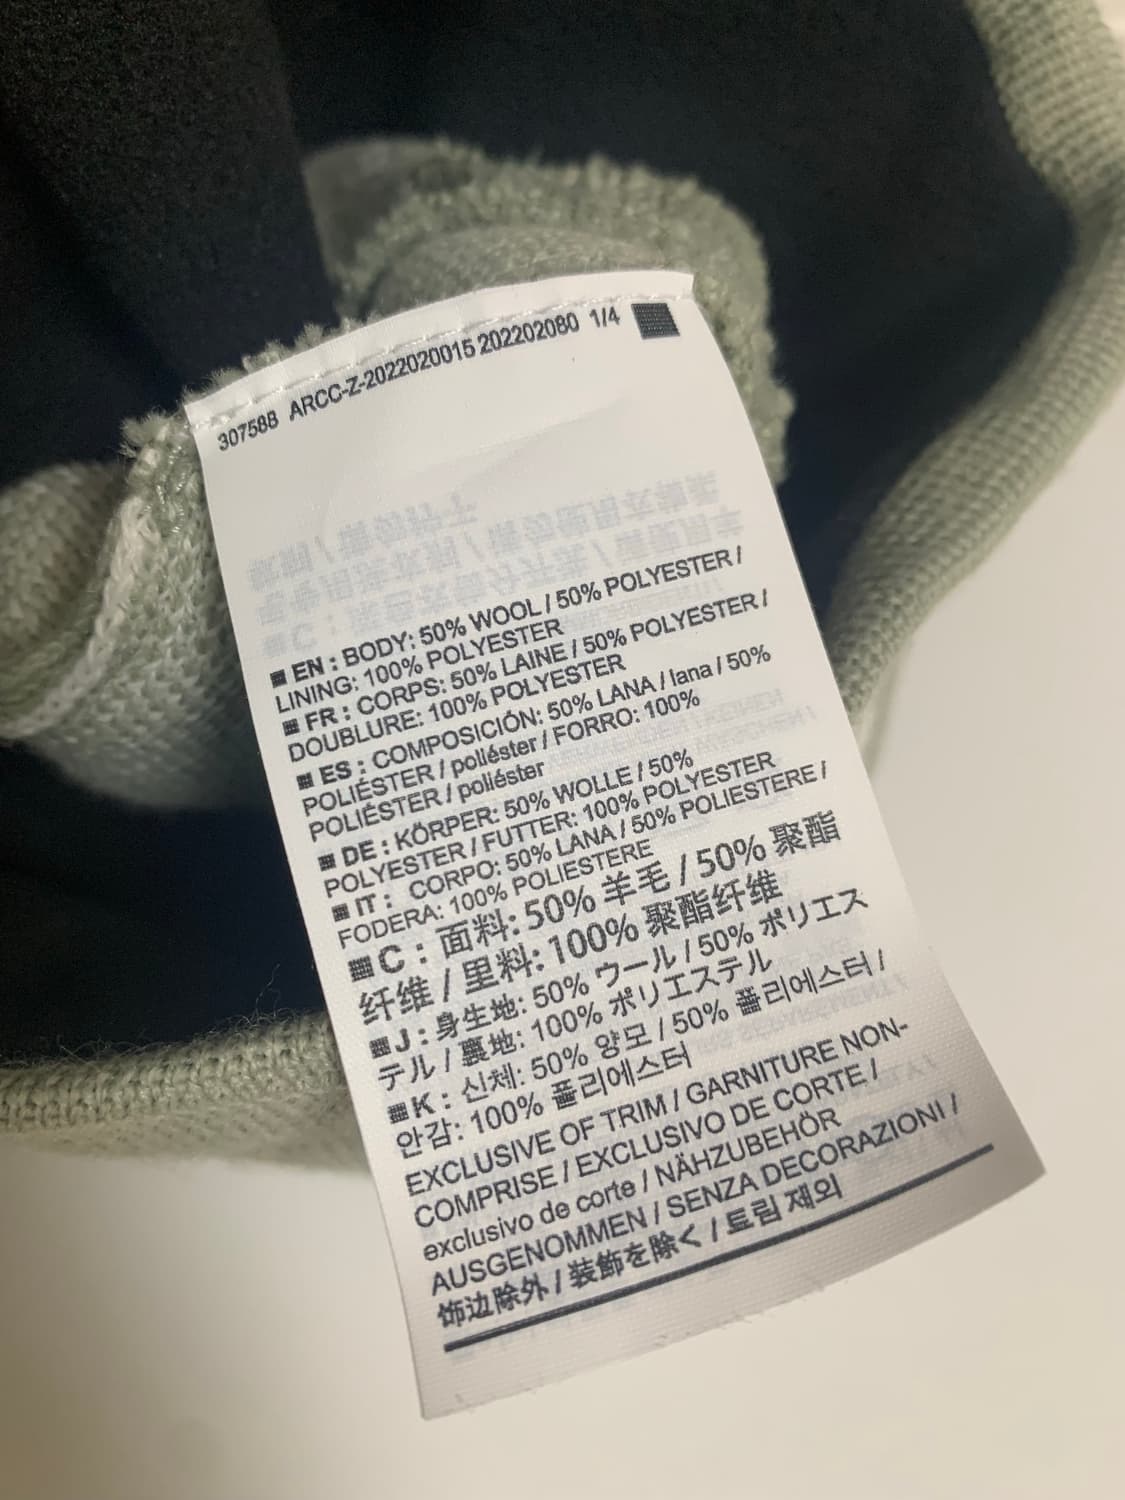 307588 ARCC-Z-2022020015 202202080 1/4
■ EN : BODY: 50% WOOL / 50% POLYESTER /
LINING: 100% POLYESTER
■ FR : CORPS: 50% LAINE / 50% POLYESTER /
DOUBLURE: 100% POLYESTER
■ ES : COMPOSICIÓN: 50% LANA / lana / 50%
POLIÉSTER / poliéster / FORRO: 100%
POLIÉSTER / poliéster
■ DE : KÖRPER: 50% WOLLE / 50%
POLYESTER / FUTTER: 100% POLYESTER
■ IT : CORPO: 50% LANA / 50% POLIESTERE /
FODERA: 100% POLIESTERE
■ C : 面料: 50% 羊毛 / 50% 聚酯
纤维 / 里料: 100% 聚酯纤维
■ J : 身生地: 50% ウール / 50% ポリエス
テル / 裏地: 100% ポリエステル
■ K : 신체: 50% 양모 / 50% 폴리에스터 /
안감: 100% 폴리에스터
EXCLUSIVE OF TRIM / GARNITURE NON-
COMPRISE / EXCLUSIVO DE CORTE /
exclusivo de corte / NÄHZUBEHÖR
AUSGENOMMEN / SENZA DECORAZIONI /
饰边除外 / 装飾を除く / 트림 제외